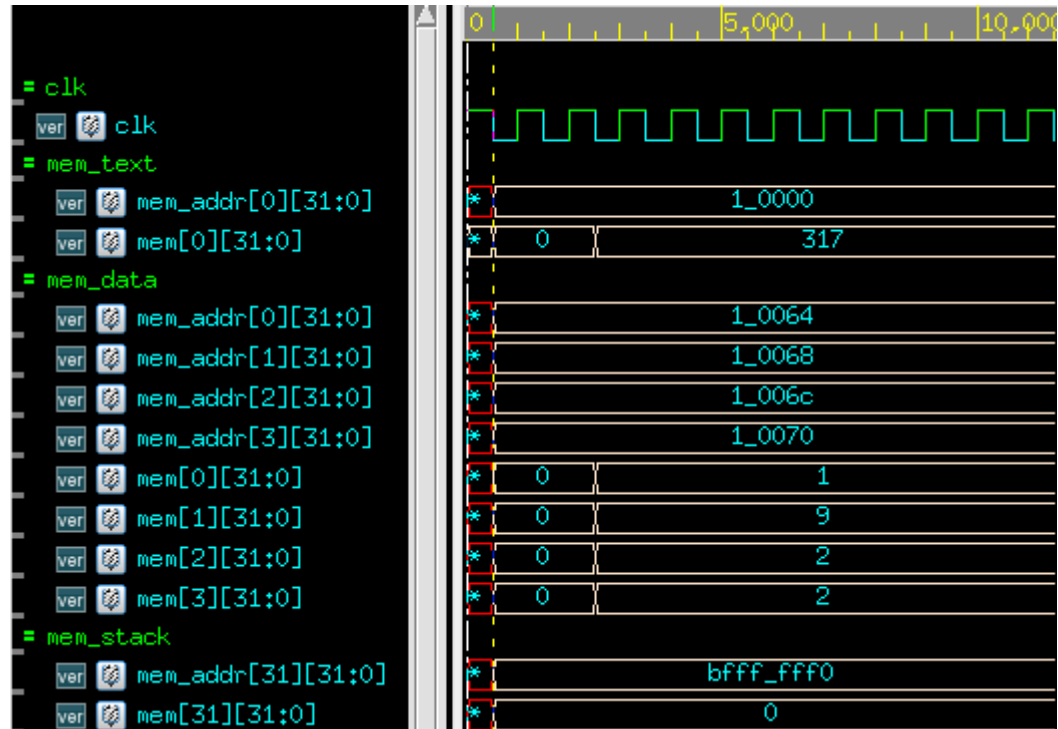 0 5,000 10,000
= clk
ver clk
= mem_text
ver mem_addr[0][31:0] * 1_0000
ver mem[0][31:0] * 0 317
= mem_data
ver mem_addr[0][31:0] * 1_0064
ver mem_addr[1][31:0] * 1_0068
ver mem_addr[2][31:0] * 1_006c
ver mem_addr[3][31:0] * 1_0070
ver mem[0][31:0] * 0 1
ver mem[1][31:0] * 0 9
ver mem[2][31:0] * 0 2
ver mem[3][31:0] * 0 2
= mem_stack
ver mem_addr[31][31:0] * bfff_fff0
ver mem[31][31:0] * 0